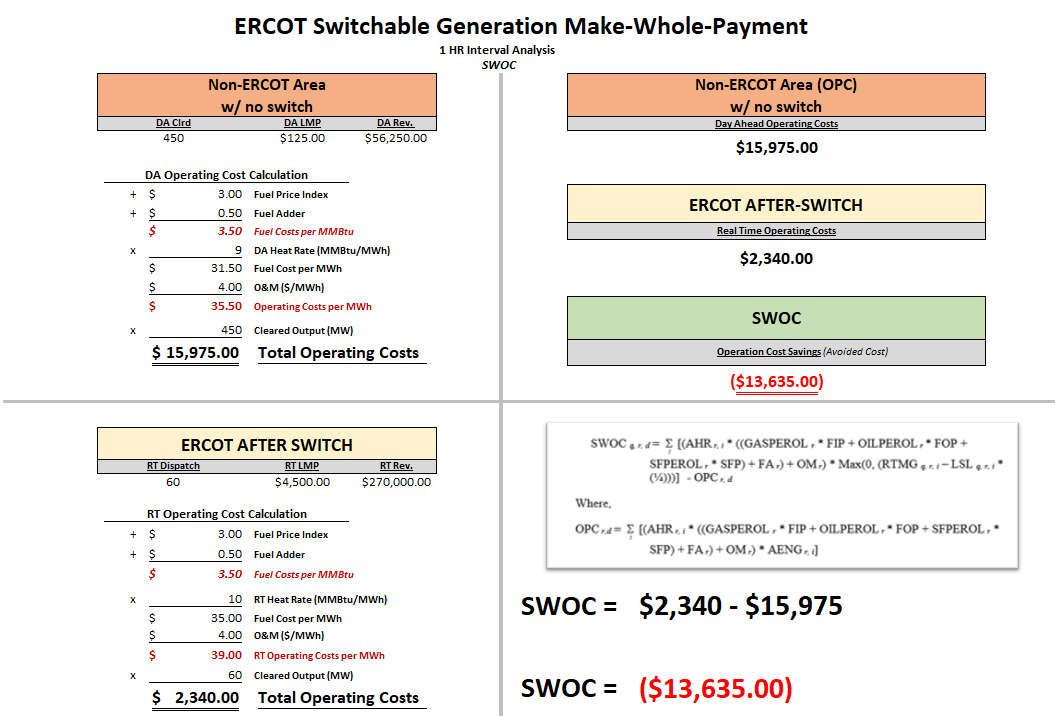 ERCOT Switchable Generation Make-Whole-Payment
1 HR Interval Analysis
SWOC
Non-ERCOT Area
w/ no switch
DA Clrd DA LMP DA Rev.
450 $125.00 $56,250.00
DA Operating Cost Calculation
+ $ 3.00 Fuel Price Index
+ $ 0.50 Fuel Adder
$ 3.50 Fuel Costs per MMBtu
x 9 DA Heat Rate (MMBtu/MWh)
$ 31.50 Fuel Cost per MWh
$ 4.00 O&M ($/MWh)
$ 35.50 Operating Costs per MWh
x 450 Cleared Output (MW)
$ 15,975.00 Total Operating Costs
Non-ERCOT Area (OPC)
w/ no switch
Day Ahead Operating Costs
$15,975.00
ERCOT AFTER-SWITCH
Real Time Operating Costs
$2,340.00
SWOC
Operation Cost Savings (Avoided Cost)
($13,635.00)
ERCOT AFTER SWITCH
RT Dispatch RT LMP RT Rev.
60 $4,500.00 $270,000.00
RT Operating Cost Calculation
+ $ 3.00 Fuel Price Index
+ $ 0.50 Fuel Adder
$ 3.50 Fuel Costs per MMBtu
x 10 RT Heat Rate (MMBtu/MWh)
$ 35.00 Fuel Cost per MWh
$ 4.00 O&M ($/MWh)
$ 39.00 RT Operating Costs per MWh
x 60 Cleared Output (MW)
$ 2,340.00 Total Operating Costs
SWOC q, r, d = Σ i [(AHR r, i * ((GASPEROL r * FIP + OILPEROL r * FOP +
SFPEROL r * SFP) + FA r) + OM r) * Max(0, (RTMG q, r, i – LSL q, r, i *
(¼)))] - OPC r, d
Where,
OPC r, d = Σ i [(AHR r, i * ((GASPEROL r * FIP + OILPEROL r * FOP + SFPEROL r *
SFP) + FA r) + OM r) * AENG r, i]
SWOC = $2,340 - $15,975
SWOC = ($13,635.00)